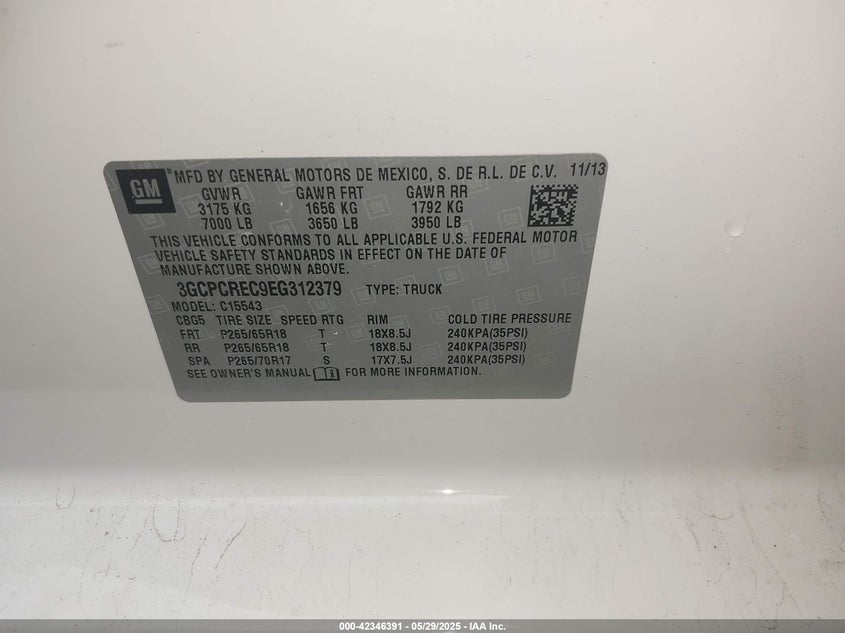 GM ® MFD BY GENERAL MOTORS DE MEXICO, S. DE R.L. DE C.V. 11/13
GVWR GAWR FRT GAWR RR
3175 KG 1656 KG 1792 KG
7000 LB 3650 LB 3950 LB
THIS VEHICLE CONFORMS TO ALL APPLICABLE U.S. FEDERAL MOTOR
VEHICLE SAFETY STANDARDS IN EFFECT ON THE DATE OF
MANUFACTURE SHOWN ABOVE.
3GCPCREC9EG312379 TYPE: TRUCK
MODEL: C15543
CBG5 TIRE SIZE SPEED RTG RIM COLD TIRE PRESSURE
FRT P265/65R18 T 18X8.5J 240KPA(35PSI)
RR P265/65R18 T 18X8.5J 240KPA(35PSI)
SPA P265/70R17 S 17X7.5J 240KPA(35PSI)
SEE OWNER'S MANUAL FOR MORE INFORMATION.
000-42346391 - 05/29/2025 - IAA Inc.